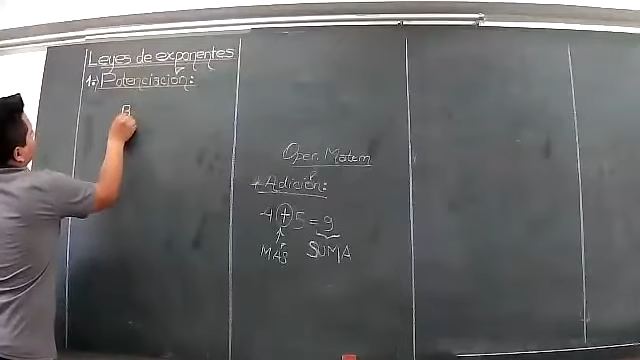 Leyes de exponentes
1.) Potenciación:
B
Oper. Matem
+ Adición:
4 + 5 = 9
MÁS SUMA